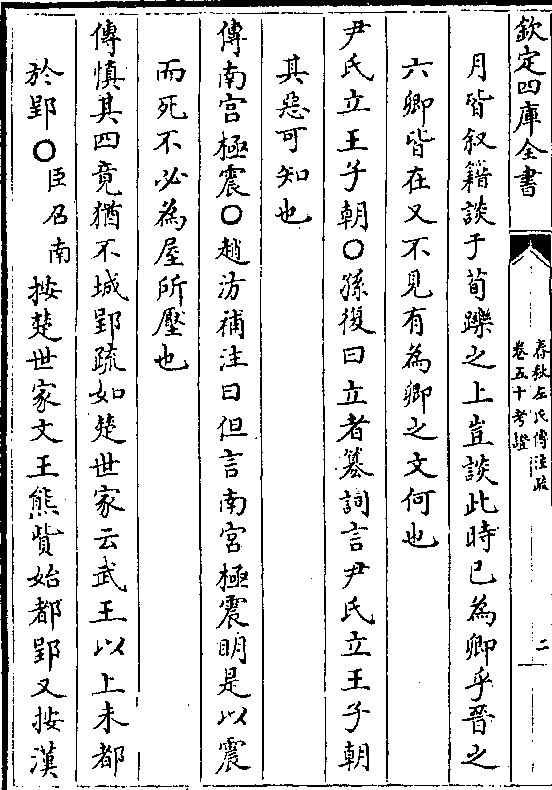 欽定四庫全書
春秋左氏傳注疏
卷五十考證
二
月皆叙籍談于荀躒之上豈談此時已為卿乎晉之
六卿皆在又不見有為卿之文何也
尹氏立王子朝○孫復曰立者篡詞言尹氏立王子朝
其惡可知也
傳南宫極震○趙汸補注曰但言南宫極震明是以震
而死不必為屋所壓也
傳慎其四竟猶不城郢疏如楚世家云武王以上未都
於郢○臣召南按楚世家文王熊貲始都郢又按漢